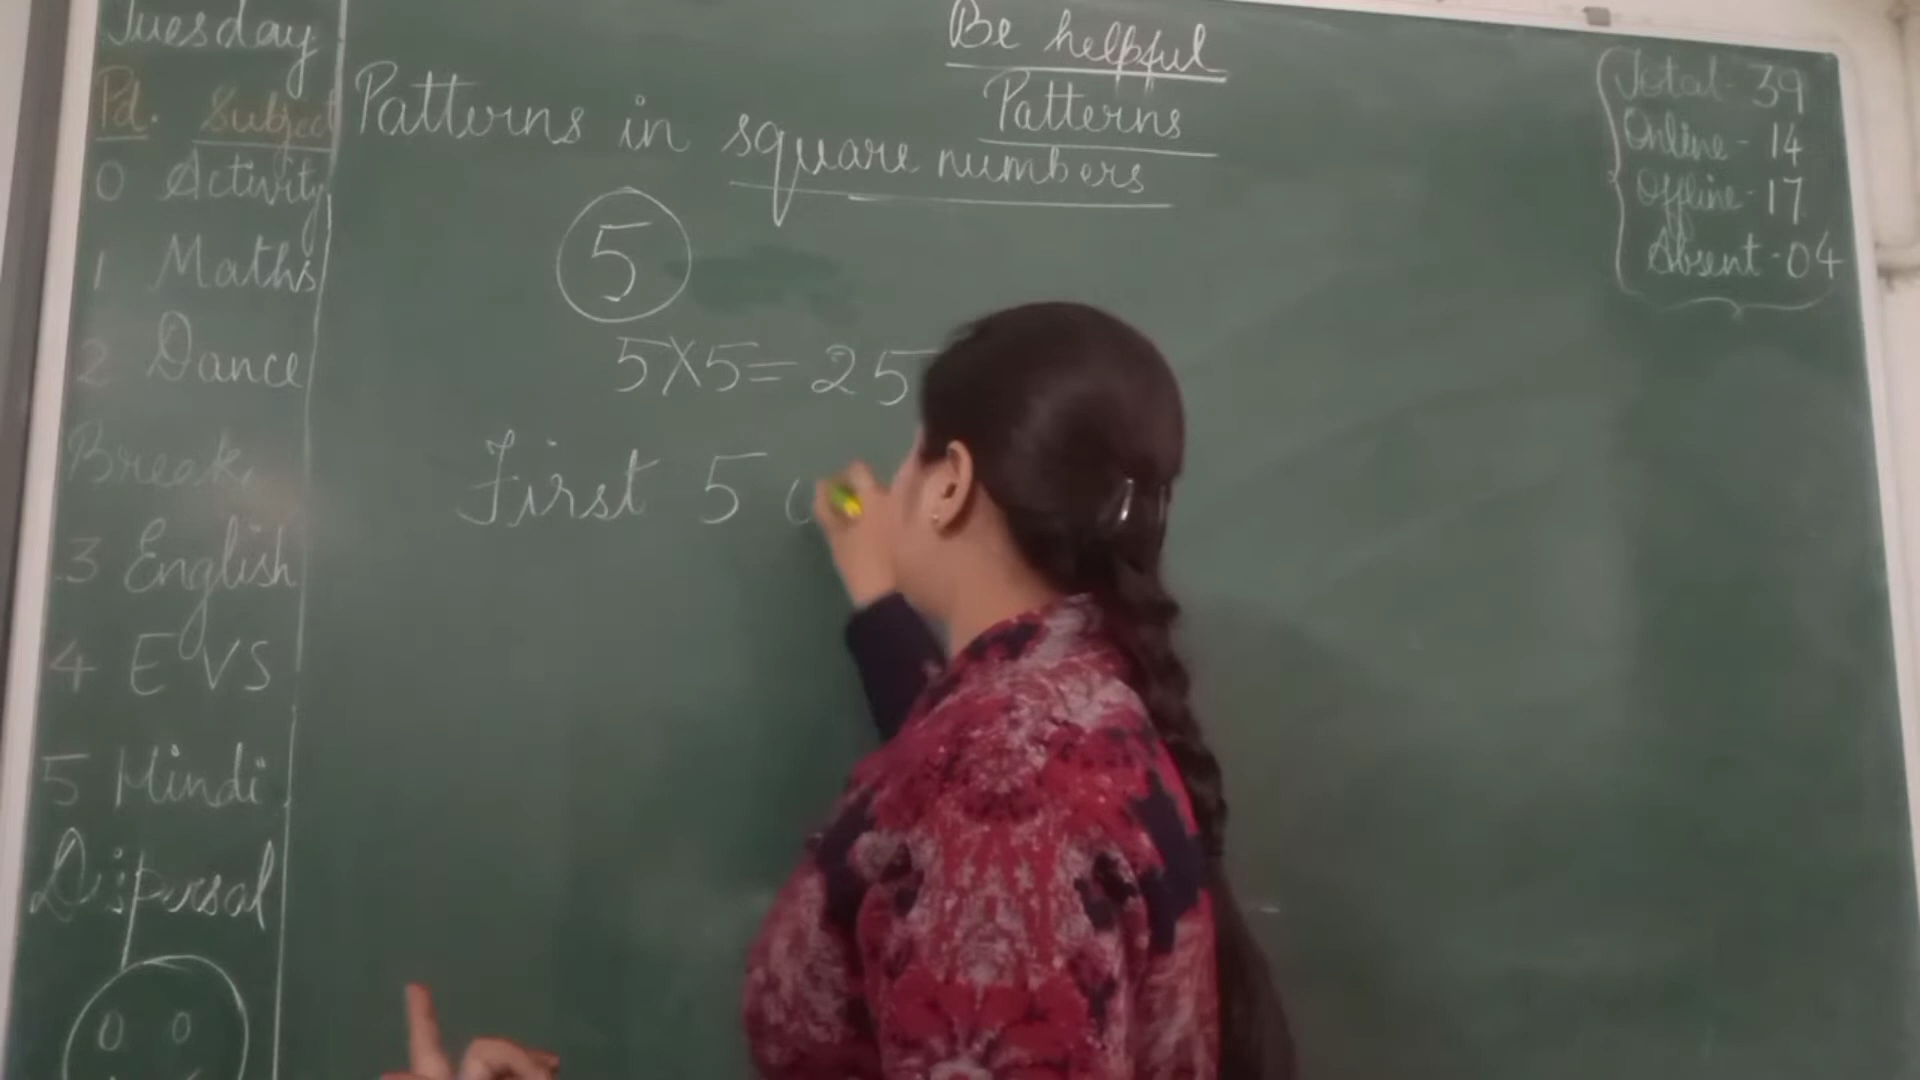 Tuesday
Pd. Subject
0 Activity
1 Maths
2 Dance
Break
3 English
4 EVS
5 Hindi
Dispersal
Be helpful
Patterns
Patterns in square numbers
5
5×5=25
First 5
Total - 39
Online - 14
Offline - 17
Absent - 04